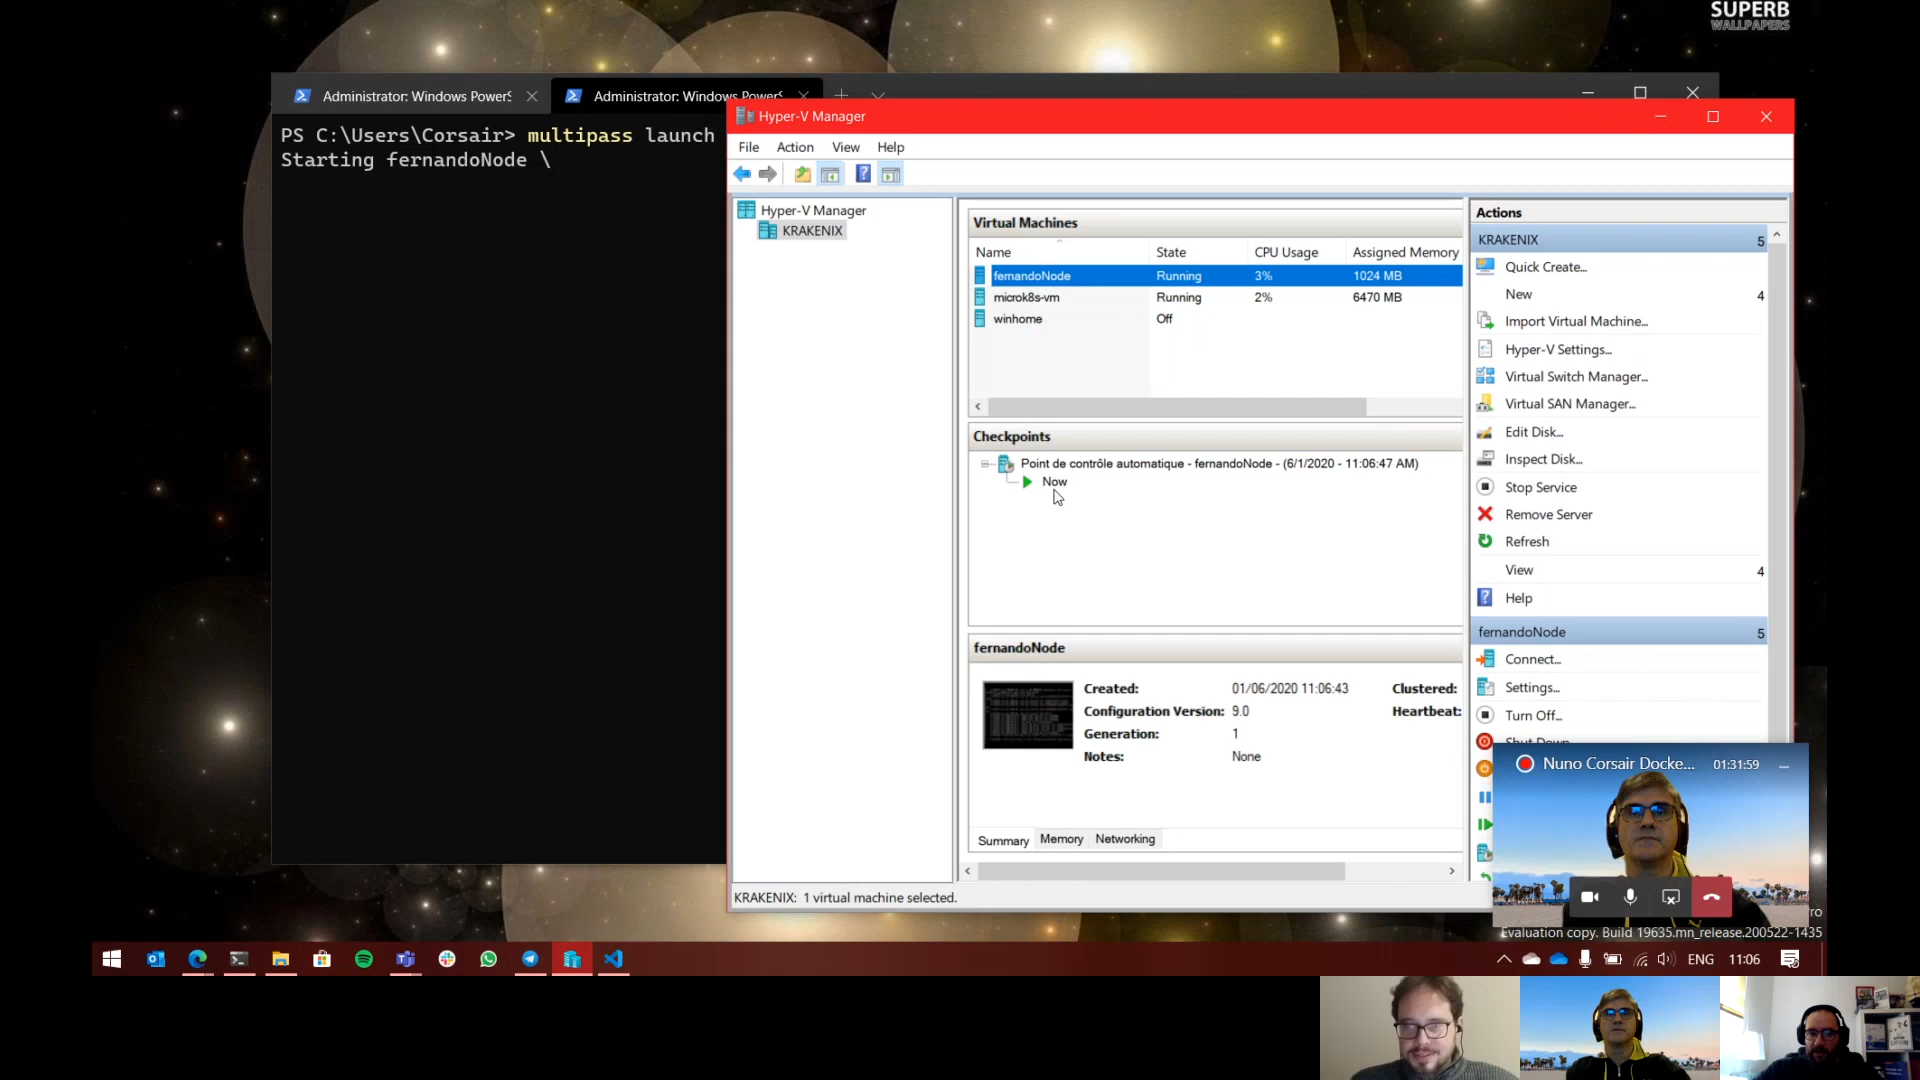 SUPERB
WALLPAPERS
Administrator: Windows PowerS
Administrator: Windows PowerS
PS C:\Users\Corsair> multipass launch
Starting fernandoNode \
Hyper-V Manager
File Action View Help
Hyper-V Manager
KRAKENIX
Virtual Machines
Name State CPU Usage Assigned Memory
fernandoNode Running 3% 1024 MB
microk8s-vm Running 2% 6470 MB
winhome Off
Checkpoints
Point de contrôle automatique - fernandoNode - (6/1/2020 - 11:06:47 AM)
Now
fernandoNode
Created: 01/06/2020 11:06:43 Clustered:
Configuration Version: 9.0 Heartbeat:
Generation: 1
Notes: None
Summary Memory Networking
KRAKENIX: 1 virtual machine selected.
Actions
KRAKENIX 5
Quick Create...
New 4
Import Virtual Machine...
Hyper-V Settings...
Virtual Switch Manager...
Virtual SAN Manager...
Edit Disk...
Inspect Disk...
Stop Service
Remove Server
Refresh
View 4
Help
fernandoNode 5
Connect...
Settings...
Turn Off...
Shut Down
Nuno Corsair Docke... 01:31:59
ro
Evaluation copy. Build 19635.mn_release.200522-1435
ENG 11:06